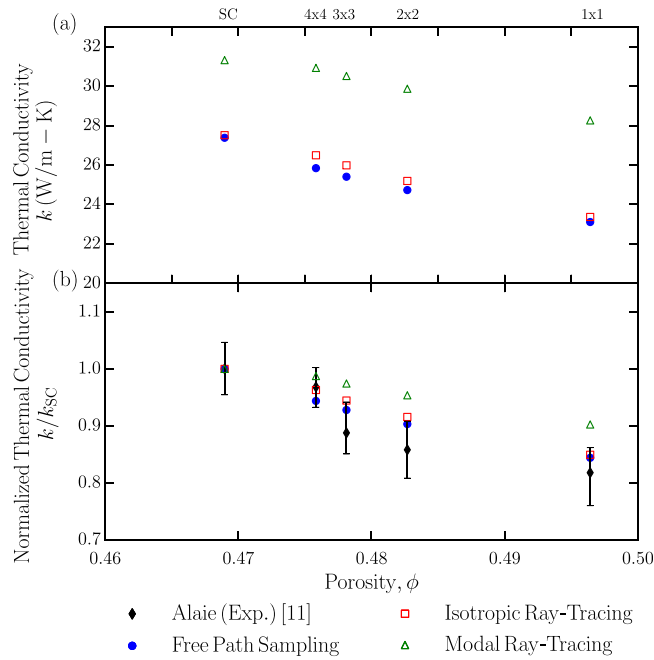 SC 4x4 3x3 2x2 1x1
(a)
Thermal Conductivity
k (W/m − K)
32
30
28
26
24
22
20
(b)
Normalized Thermal Conductivity
k/k_SC
1.1
1.0
0.9
0.8
0.7
0.46 0.47 0.48 0.49 0.50
Porosity, ϕ
Alaie (Exp.) [11]
Free Path Sampling
Isotropic Ray-Tracing
Modal Ray-Tracing